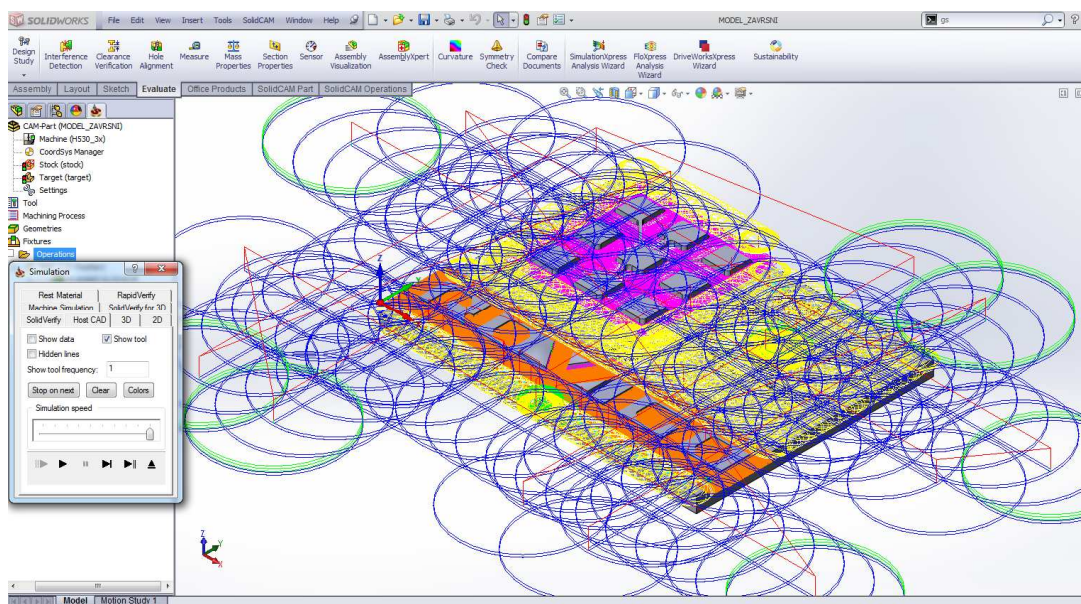 SOLIDWORKS File Edit View Insert Tools SolidCAM Window Help MODEL_ZAVRSNI gs
Design Study
Interference Detection
Clearance Verification
Hole Alignment
Measure
Mass Properties
Section Properties
Sensor
Assembly Visualization
AssemblyXpert
Curvature
Symmetry Check
Compare Documents
SimulationXpress Analysis Wizard
FloXpress Analysis Wizard
DriveWorksXpress Wizard
Sustainability
Assembly Layout Sketch Evaluate Office Products SolidCAM Part SolidCAM Operations
CAM-Part (MODEL_ZAVRSNI)
Machine (H530_3x)
CoordSys Manager
Stock (stock)
Target (target)
Settings
Tool
Machining Process
Geometries
Fixtures
Operations
Simulation
Rest Material RapidVerify
Machine Simulation SolidVerify for 3D
SolidVerify Host CAD 3D 2D
Show data Show tool
Hidden lines
Show tool frequency: 1
Stop on next Clear Colors
Simulation speed
Z
Z
Y
X
Model Motion Study 1